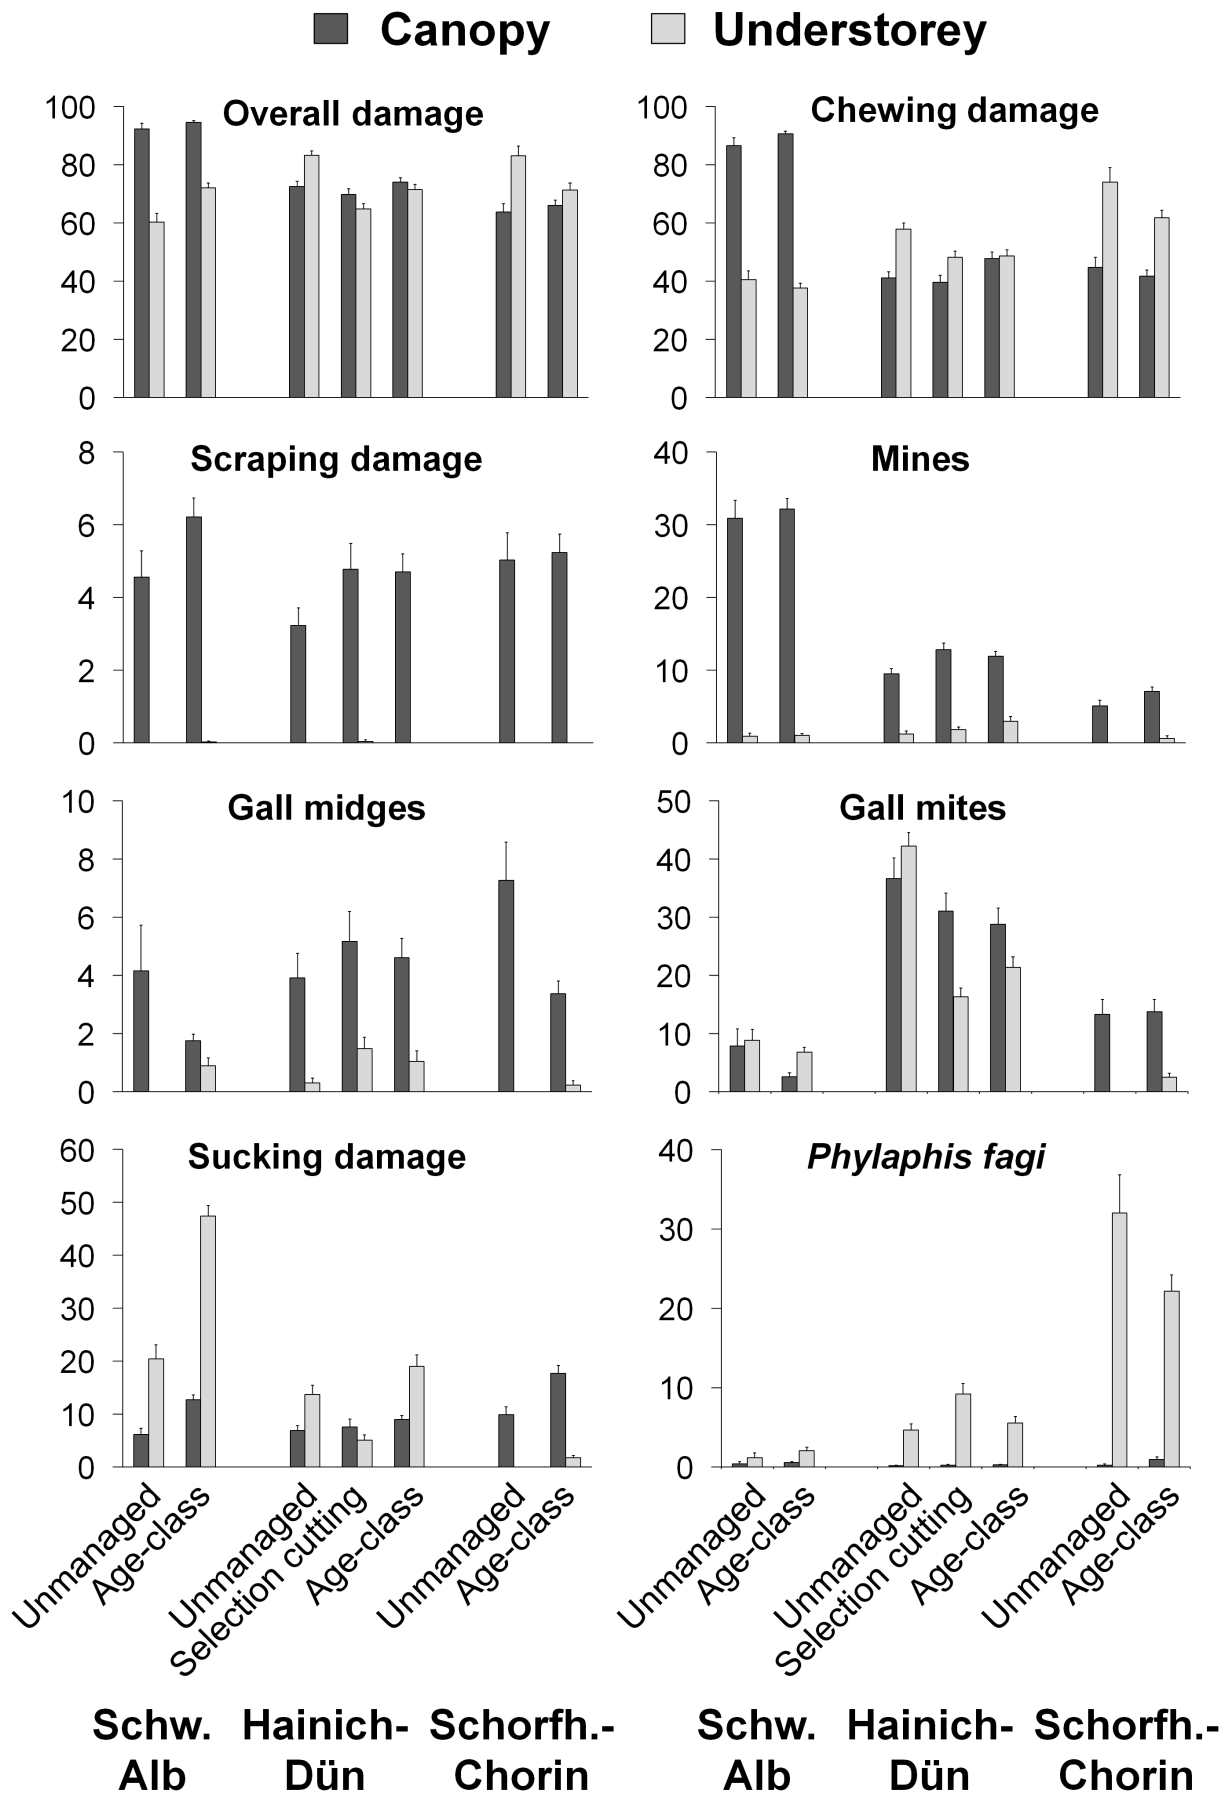 Canopy Understorey
Overall damage
100
80
60
40
20
0
Chewing damage
100
80
60
40
20
0
Scraping damage
8
6
4
2
0
Mines
40
30
20
10
0
Gall midges
10
8
6
4
2
0
Gall mites
50
40
30
20
10
0
Sucking damage
60
50
40
30
20
10
0
Phylaphis fagi
40
30
20
10
0
Unmanaged
Age-class
Unmanaged
Selection cutting
Age-class
Unmanaged
Age-class
Unmanaged
Age-class
Unmanaged
Selection cutting
Age-class
Unmanaged
Age-class
Schw.
Alb
Hainich-
Dün
Schorfh.-
Chorin
Schw.
Alb
Hainich-
Dün
Schorfh.-
Chorin